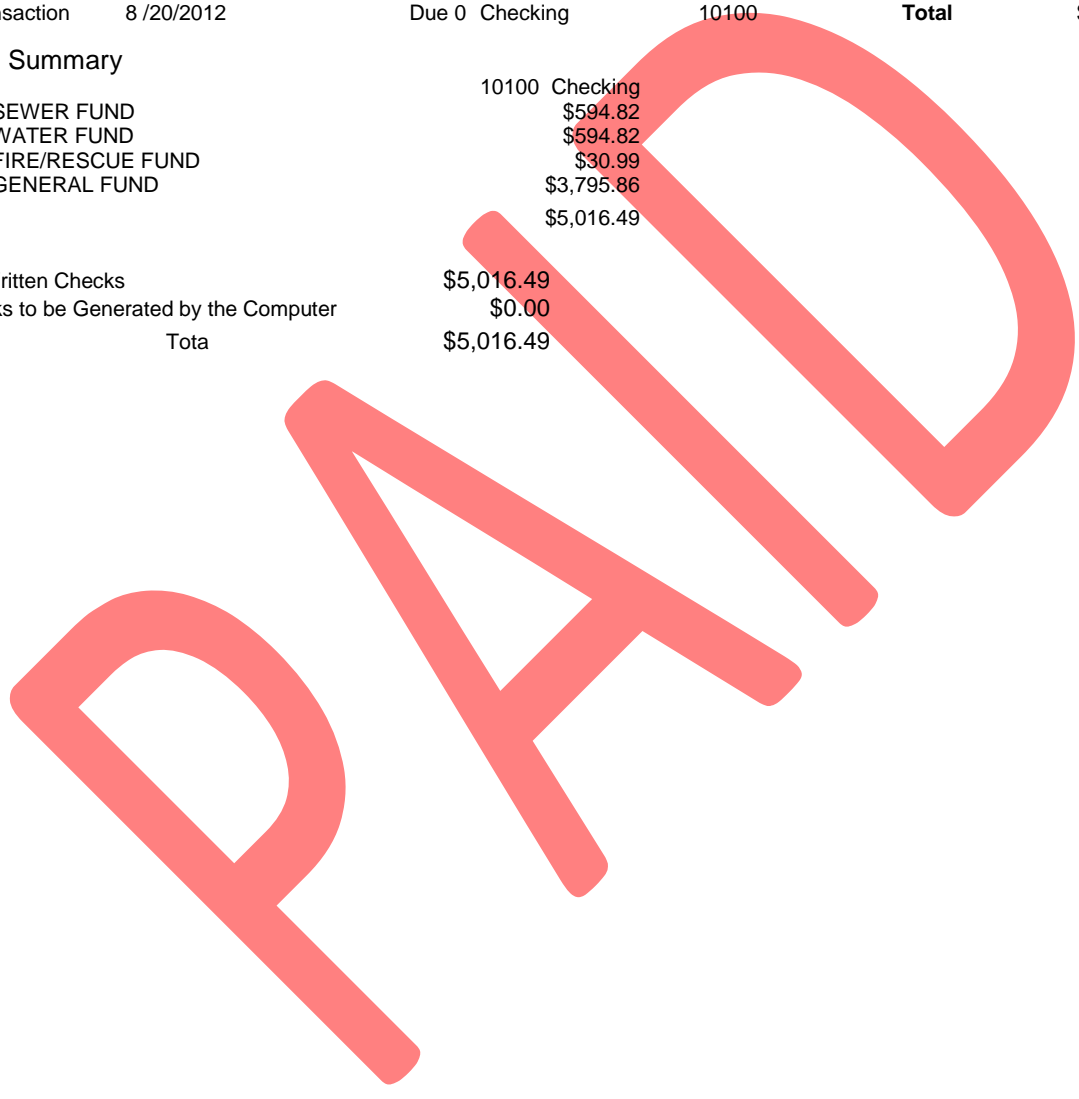 nsaction 8 /20/2012 Due 0 Checking 10100 Total
Summary
10100 Checking
SEWER FUND $594.82
WATER FUND $594.82
FIRE/RESCUE FUND $30.99
GENERAL FUND $3,795.86
$5,016.49
ritten Checks $5,016.49
ks to be Generated by the Computer $0.00
Tota $5,016.49
PAID